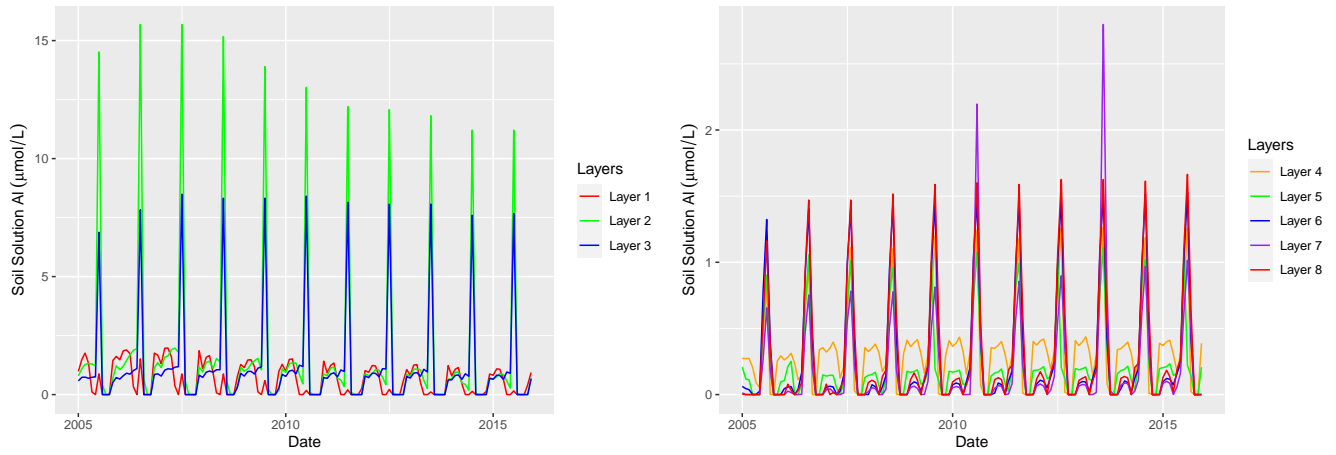 Soil Solution Al (µmol/L)
15
10
5
0
2005
2010
2015
Date
Layers
Layer 1
Layer 2
Layer 3
Soil Solution Al (µmol/L)
2
1
0
2005
2010
2015
Date
Layers
Layer 4
Layer 5
Layer 6
Layer 7
Layer 8